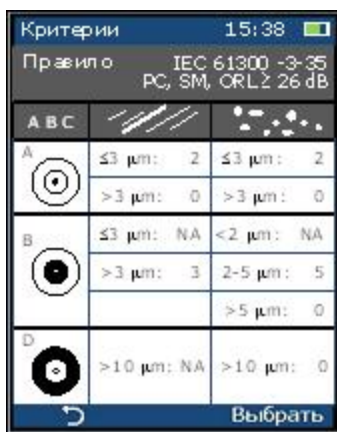 Критерии 15:38
Правило IEC 61300 -3-35
PC, SM, ORL≥ 26 dB
A B C
A ≤3 µm: 2 ≤3 µm: 2
>3 µm: 0 >3 µm: 0
B ≤3 µm: NA <2 µm: NA
>3 µm: 3 2-5 µm: 5
>5 µm: 0
D >10 µm: NA >10 µm: 0
Выбрать